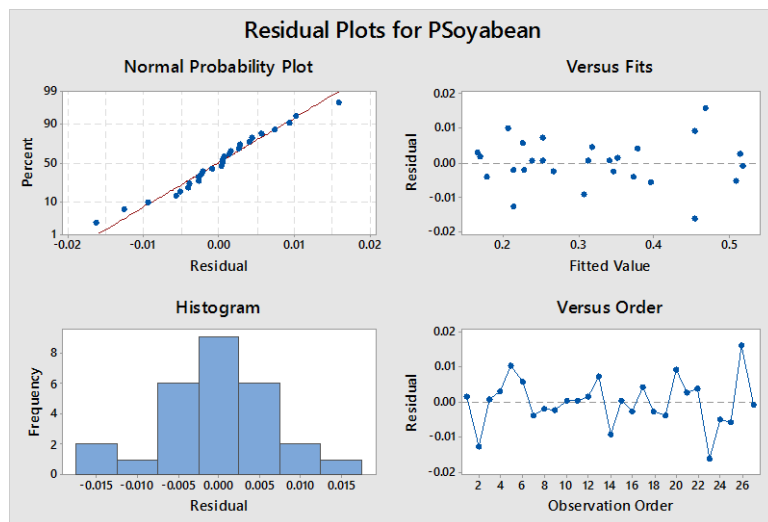 Residual Plots for PSoyabean
Normal Probability Plot
99
90
50
10
1
Percent
-0.02 -0.01 0.00 0.01 0.02
Residual
Versus Fits
0.02
0.01
0.00
-0.01
-0.02
Residual
0.2 0.3 0.4 0.5
Fitted Value
Histogram
8
6
4
2
0
Frequency
-0.015 -0.010 -0.005 0.000 0.005 0.010 0.015
Residual
Versus Order
0.02
0.01
0.00
-0.01
-0.02
Residual
2 4 6 8 10 12 14 16 18 20 22 24 26
Observation Order